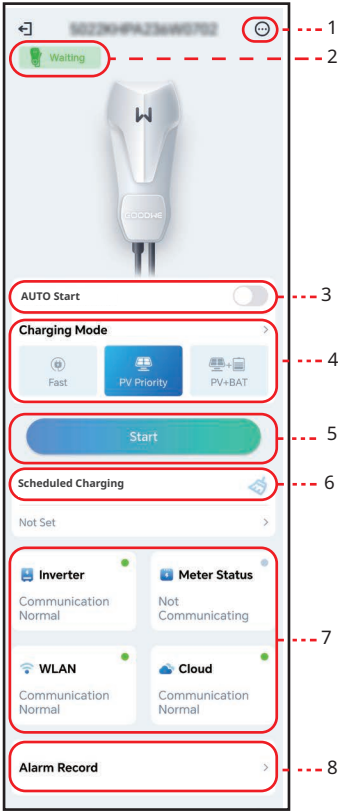 1
Waiting
2
GOODWE
AUTO Start
3
Charging Mode
Fast
PV Priority
PV+BAT
4
Start
5
Scheduled Charging
6
Not Set
Inverter
Communication
Normal
Meter Status
Not
Communicating
WLAN
Communication
Normal
Cloud
Communication
Normal
7
Alarm Record
8